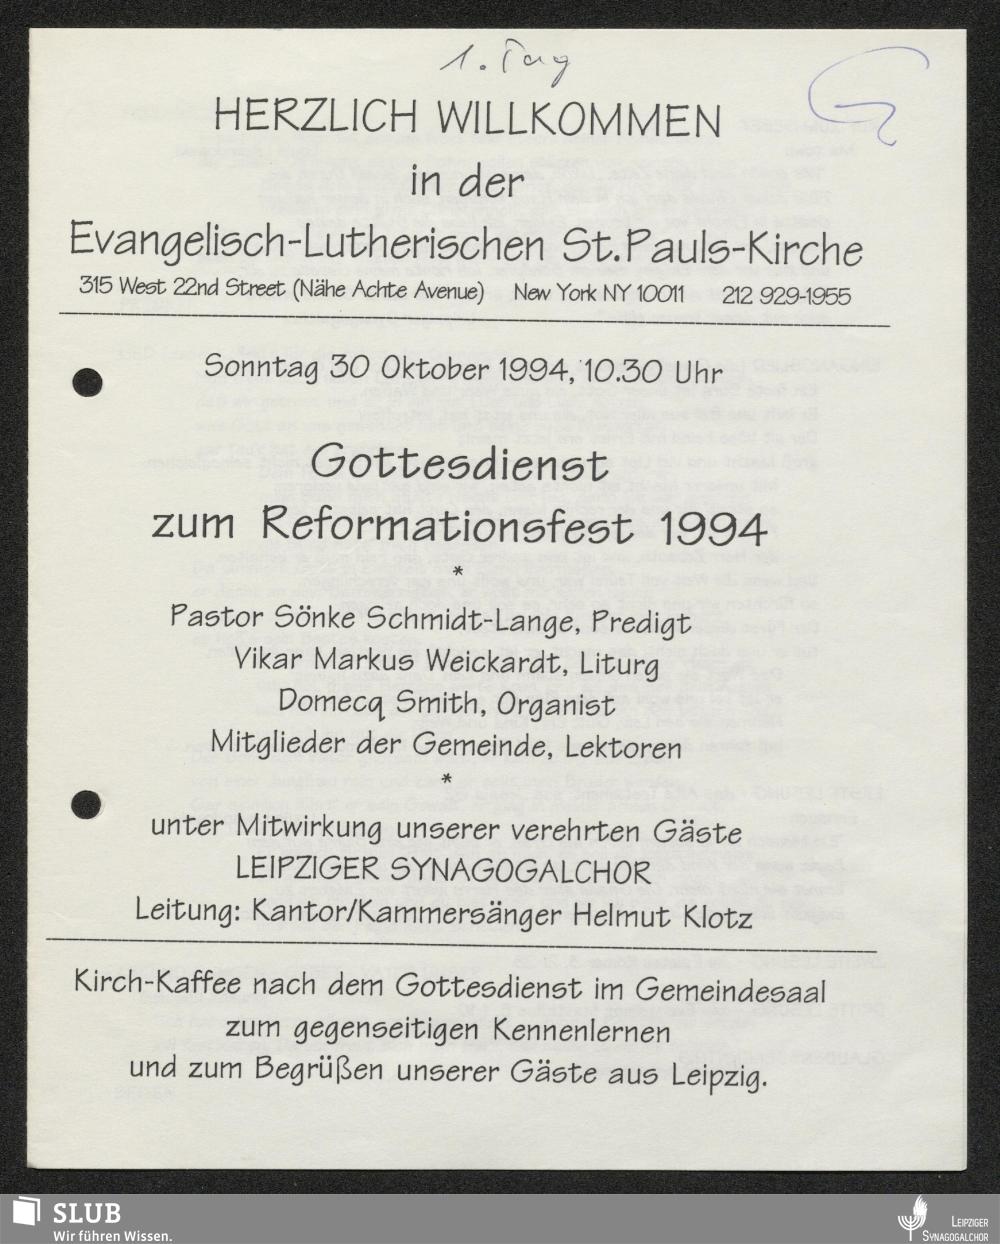 1. Tag
HERZLICH WILLKOMMEN
in der
Evangelisch-Lutherischen St.Pauls-Kirche
315 West 22nd Street (Nähe Achte Avenue) New York NY 10011 212 929-1955
Sonntag 30 Oktober 1994, 10.30 Uhr
Gottesdienst
zum Reformationsfest 1994
*
Pastor Sönke Schmidt-Lange, Predigt
Vikar Markus Weickardt, Liturg
Domecq Smith, Organist
Mitglieder der Gemeinde, Lektoren
*
unter Mitwirkung unserer verehrten Gäste
LEIPZIGER SYNAGOGALCHOR
Leitung: Kantor/Kammersänger Helmut Klotz
Kirch-Kaffee nach dem Gottesdienst im Gemeindesaal
zum gegenseitigen Kennenlernen
und zum Begrüßen unserer Gäste aus Leipzig.
SLUB
Wir führen Wissen.
LEIPZIGER
SYNAGOGALCHOR